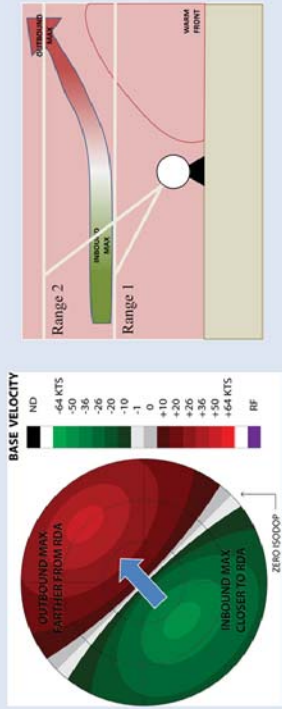 BASE VELOCITY
ND
-64 KTS
-50
-36
-26
-20
-10
-1
0
+10
+20
+26
+36
+50
+64 KTS
RF
OUTBOUND MAX
FARTHER FROM RDA
INBOUND MAX
CLOSER TO RDA
ZERO ISODOP
OUTBOUND
MAX
Range 2
INBOUND
MAX
Range 1
WARM
FRONT